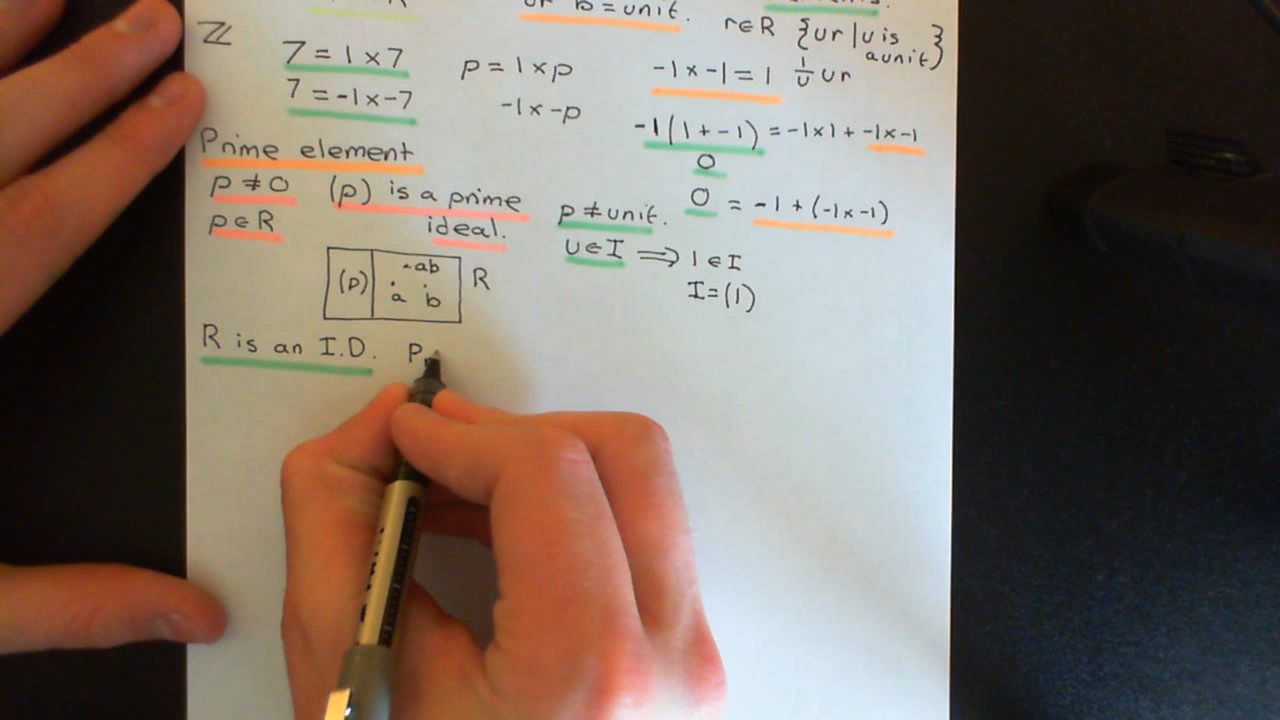 or b = unit.
r∈R {ur | u is a unit}
ℤ
7 = 1 × 7
7 = -1 × -7
p = 1 × p
-1 × -p
-1 × -1 = 1
1/u ur
-1(1 + -1) = -1×1 + -1×-1
0
0 = -1 + (-1×-1)
Prime element
p ≠ 0 (p) is a prime ideal.
p ∈ R
p ≠ unit.
u ∈ I ⟹ 1 ∈ I
I = (1)
(p) ab R
a b
R is an I.D. P